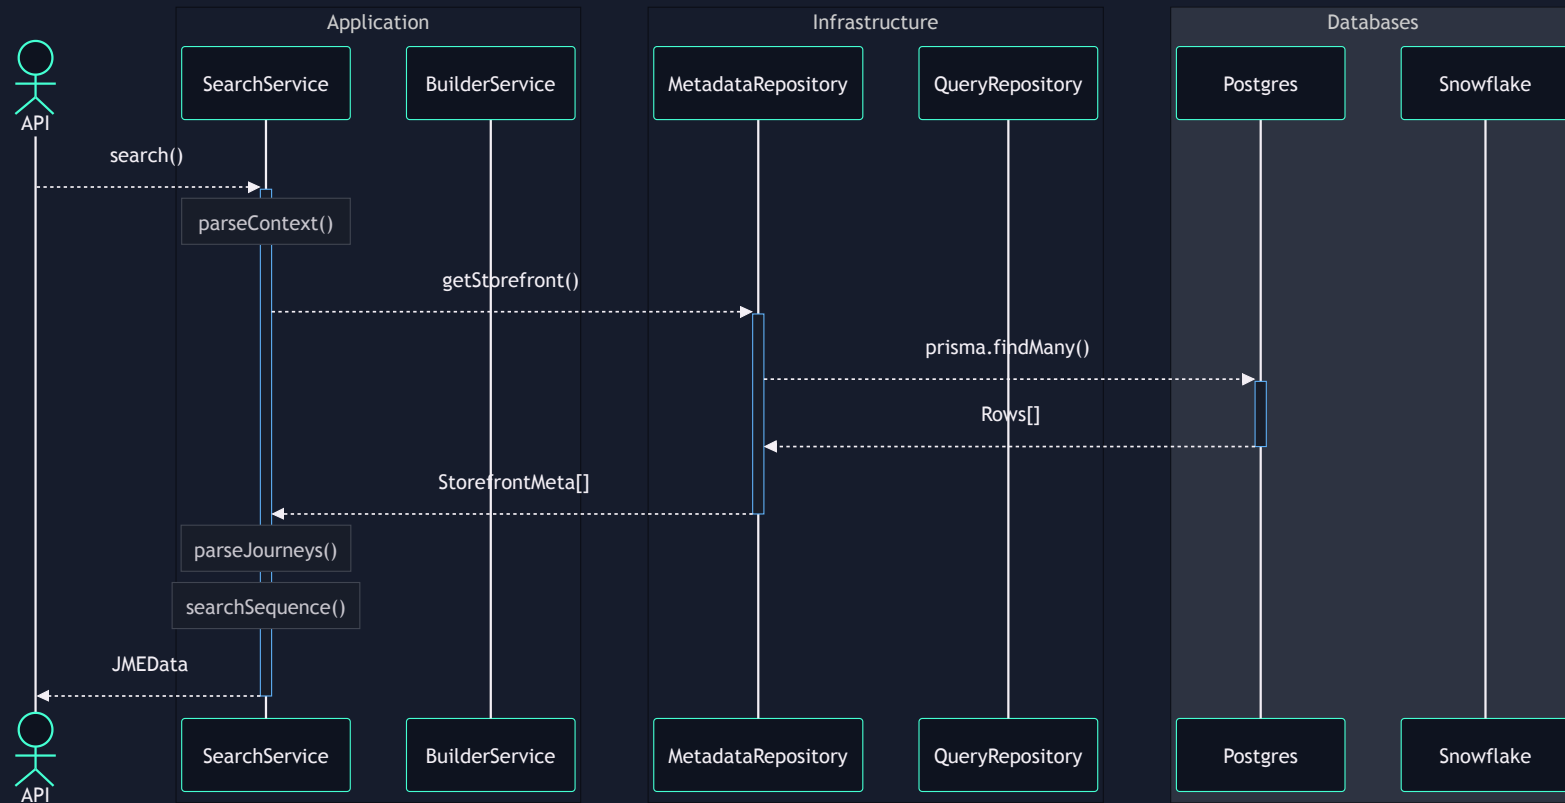 Application
Infrastructure
Databases
API
SearchService
BuilderService
MetadataRepository
QueryRepository
Postgres
Snowflake
search()
parseContext()
getStorefront()
prisma.findMany()
Rows[]
StorefrontMeta[]
parseJourneys()
searchSequence()
JMEData
SearchService
BuilderService
MetadataRepository
QueryRepository
Postgres
Snowflake
API